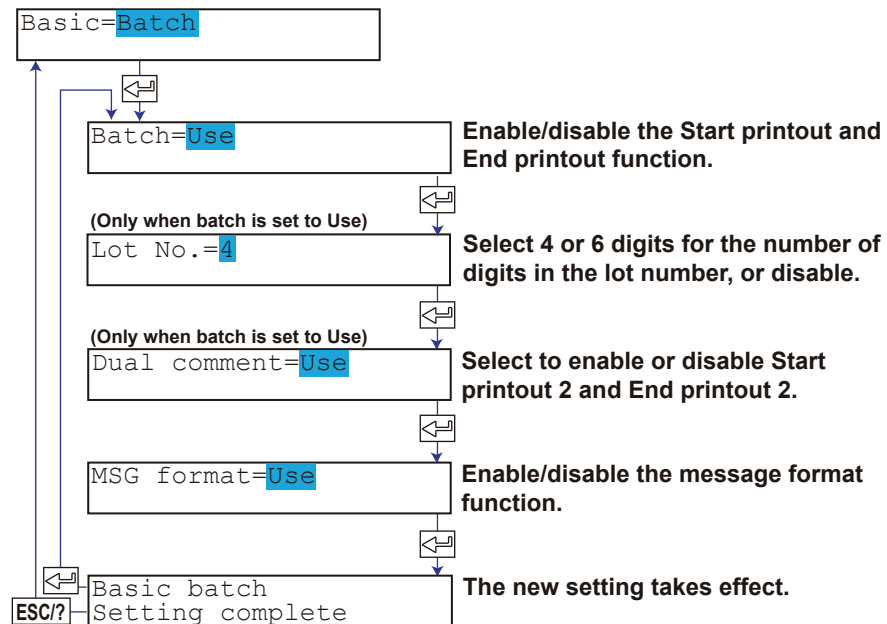 Basic=Batch
Batch=Use
Enable/disable the Start printout and
End printout function.
(Only when batch is set to Use)
Lot No.=4
Select 4 or 6 digits for the number of
digits in the lot number, or disable.
(Only when batch is set to Use)
Dual comment=Use
Select to enable or disable Start
printout 2 and End printout 2.
MSG format=Use
Enable/disable the message format
function.
Basic batch
Setting complete
The new setting takes effect.
ESC/?